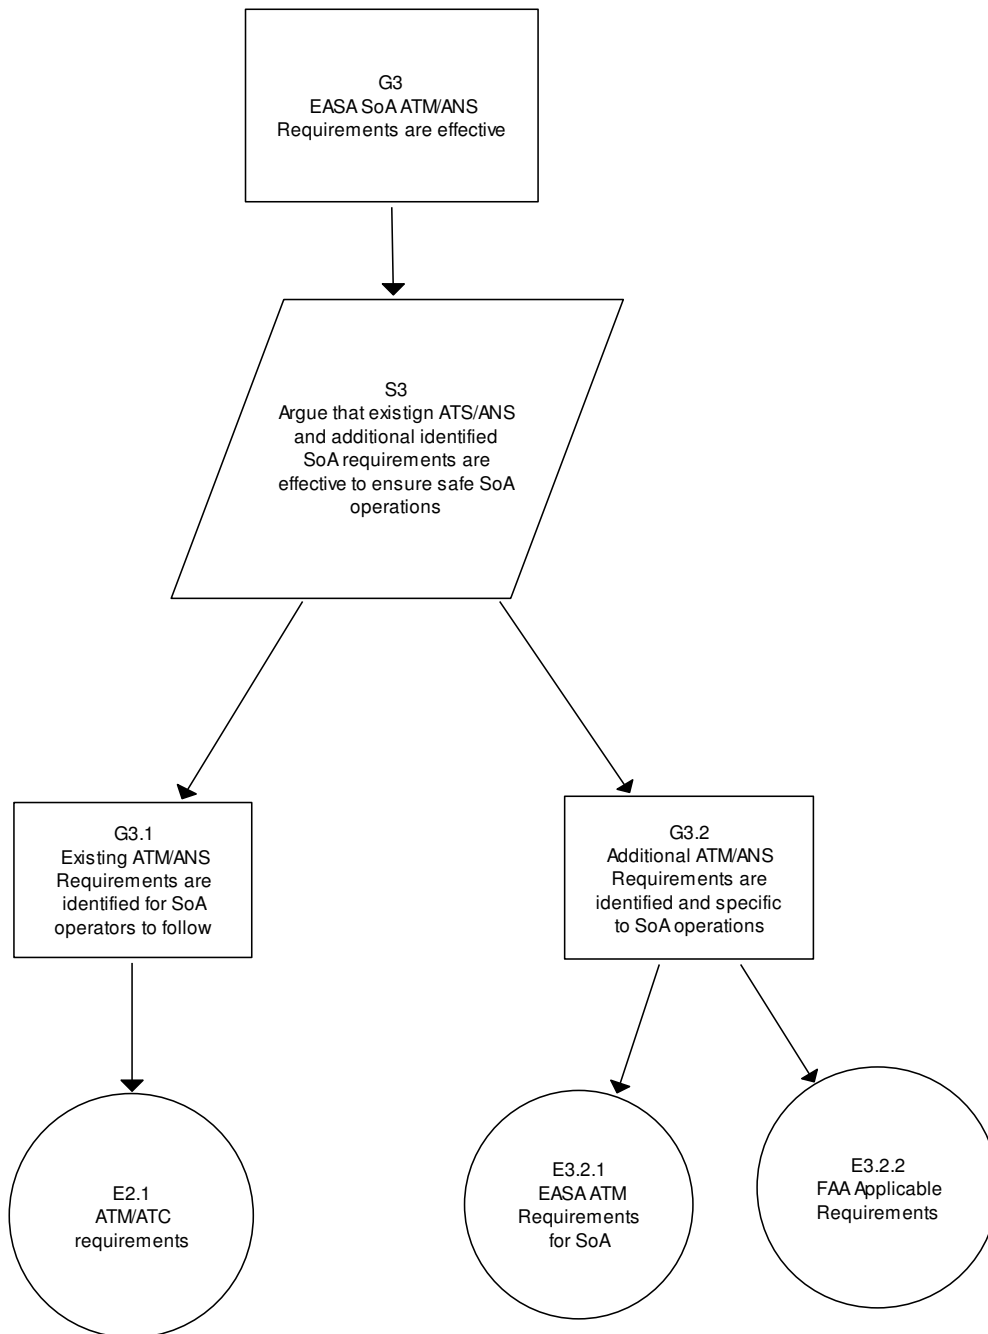 G3
EASA SoA ATM/ANS
Requirements are effective
S3
Argue that existign ATS/ANS
and additional identified
SoA requirements are
effective to ensure safe SoA
operations
G3.1
Existing ATM/ANS
Requirements are
identified for SoA
operators to follow
G3.2
Additional ATM/ANS
Requirements are
identified and specific
to SoA operations
E2.1
ATM/ATC
requirements
E3.2.1
EASA ATM
Requirements
for SoA
E3.2.2
FAA Applicable
Requirements